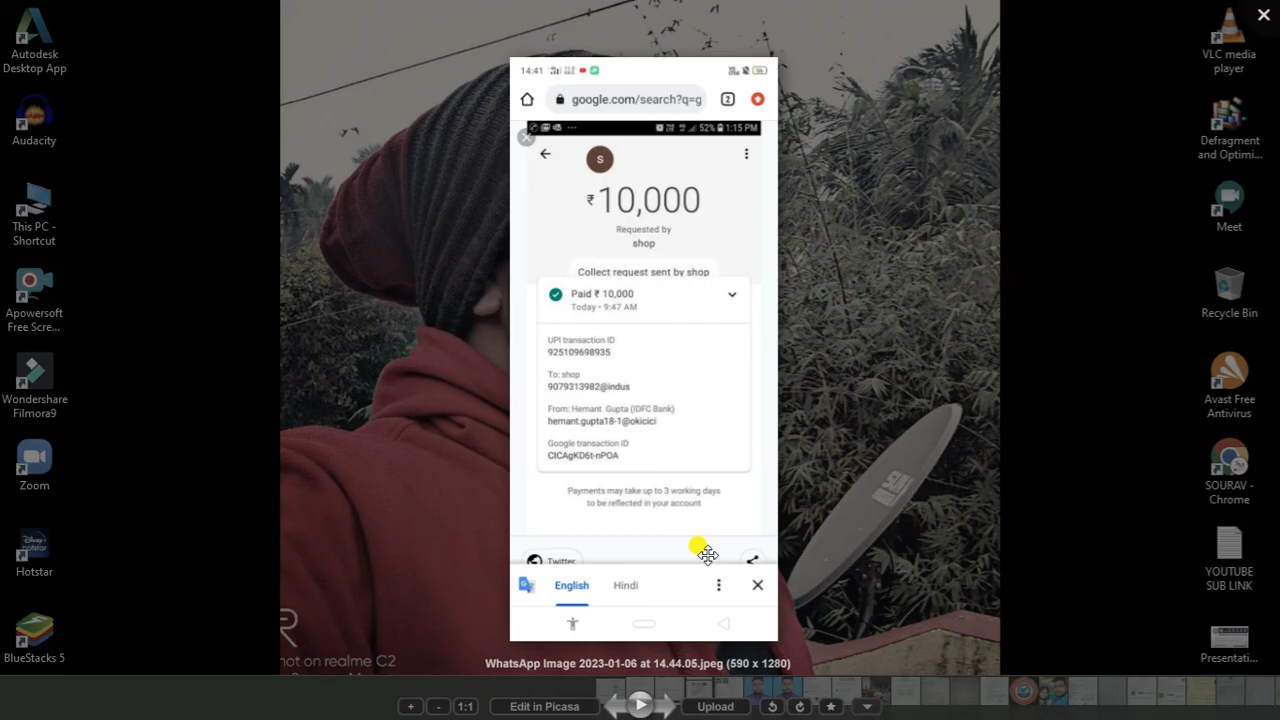 Autodesk
Desktop App
Audacity
This PC -
Shortcut
Apowersoft
Free Scre...
Wondershare
Filmora9
Zoom
Hotstar
BlueStacks 5
14:41
google.com/search?q=g
2
52% 1:15 PM
S
₹10,000
Requested by
shop
Collect request sent by shop
Paid ₹ 10,000
Today • 9:47 AM
UPI transaction ID
925109698935
To: shop
9079313982@indus
From: Hemant Gupta (IDFC Bank)
hemant.gupta18-1@okicici
Google transaction ID
CICAgKD6t-nPOA
Payments may take up to 3 working days
to be reflected in your account
Twitter
English Hindi
hot on realme C2
WhatsApp Image 2023-01-06 at 14.44.05.jpeg (590 x 1280)
1:1 Edit in Picasa Upload
VLC media
player
Defragment
and Optimi...
Meet
Recycle Bin
Avast Free
Antivirus
SOURAV -
Chrome
YOUTUBE
SUB LINK
Presentati...